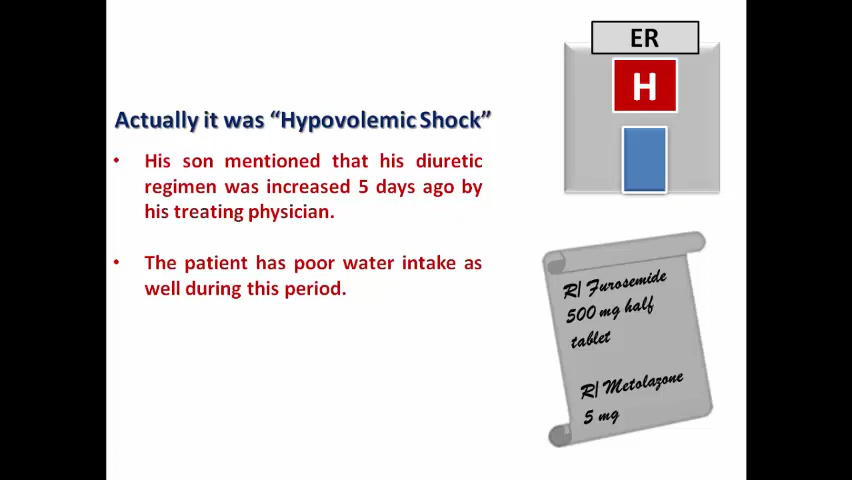 ER
H
Actually it was “Hypovolemic Shock”
• His son mentioned that his diuretic
regimen was increased 5 days ago by
his treating physician.
• The patient has poor water intake as
well during this period.
R/ Furosemide
500 mg half
tablet
R/ Metolazone
5 mg